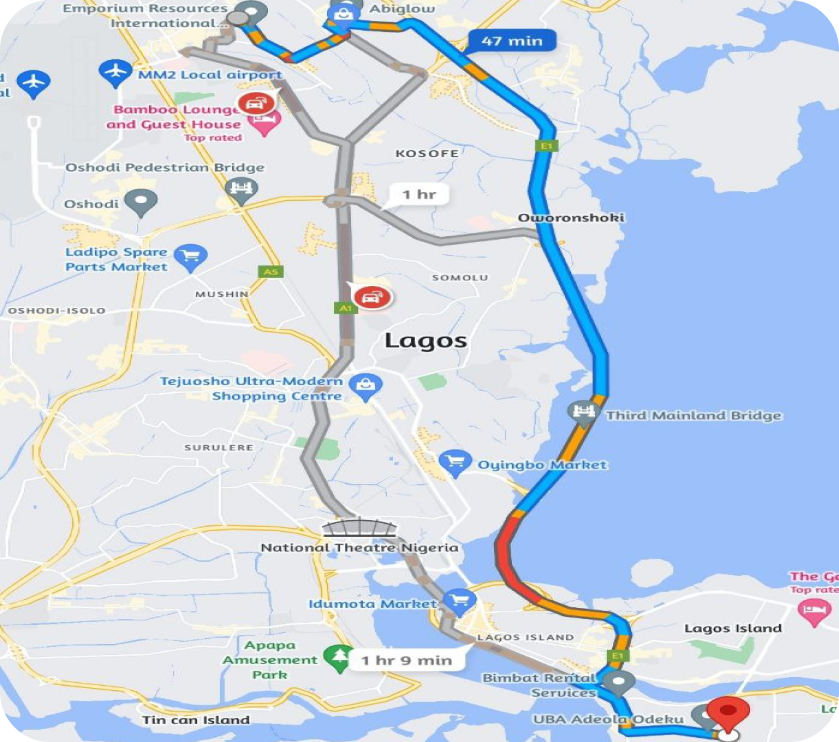 Emporium Resources
International...
Abiglow
47 min
MM2 Local airport
Bamboo Lounge
and Guest House
Top rated
KOSOFE
E1
Oshodi Pedestrian Bridge
1 hr
Oshodi
Oworonshoki
Ladipo Spare
Parts Market
A5
SOMOLU
MUSHIN
OSHODI-ISOLO
A1
Lagos
Tejuosho Ultra-Modern
Shopping Centre
Third Mainland Bridge
SURULERE
Oyingbo Market
National Theatre Nigeria
The Ge
Top rate
Idumota Market
LAGOS ISLAND
Lagos Island
Apapa
Amusement
Park
1 hr 9 min
E1
Bimbat Rental
Services
Tin can Island
UBA Adeola Odeku